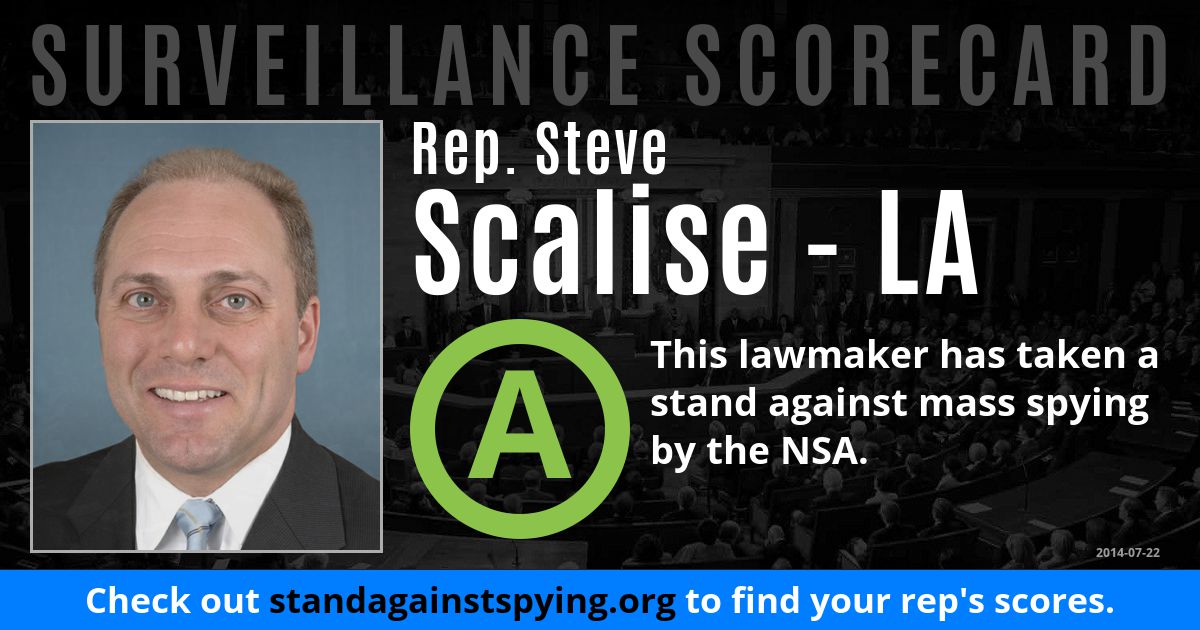 SURVEILLANCE SCORECARD
Rep. Steve
Scalise - LA
A
This lawmaker has taken a
stand against mass spying
by the NSA.
2014-07-22
Check out standagainstspying.org to find your rep's scores.